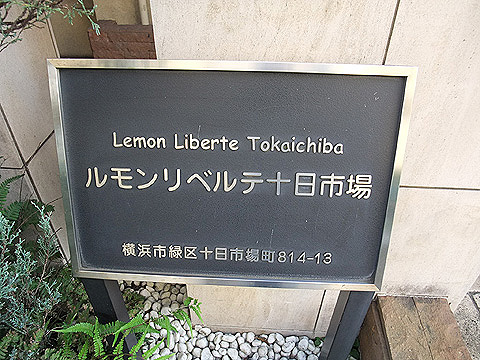 Lemon Liberte Tokaichiba
ルモンリベルテ十日市場
横浜市緑区十日市場町814-13